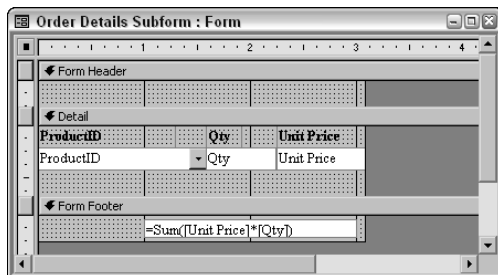 Order Details Subform : Form
1 2 3 4
Form Header
Detail
ProductID Qty Unit Price
ProductID Qty Unit Price
Form Footer
=Sum([Unit Price]*[Qty])